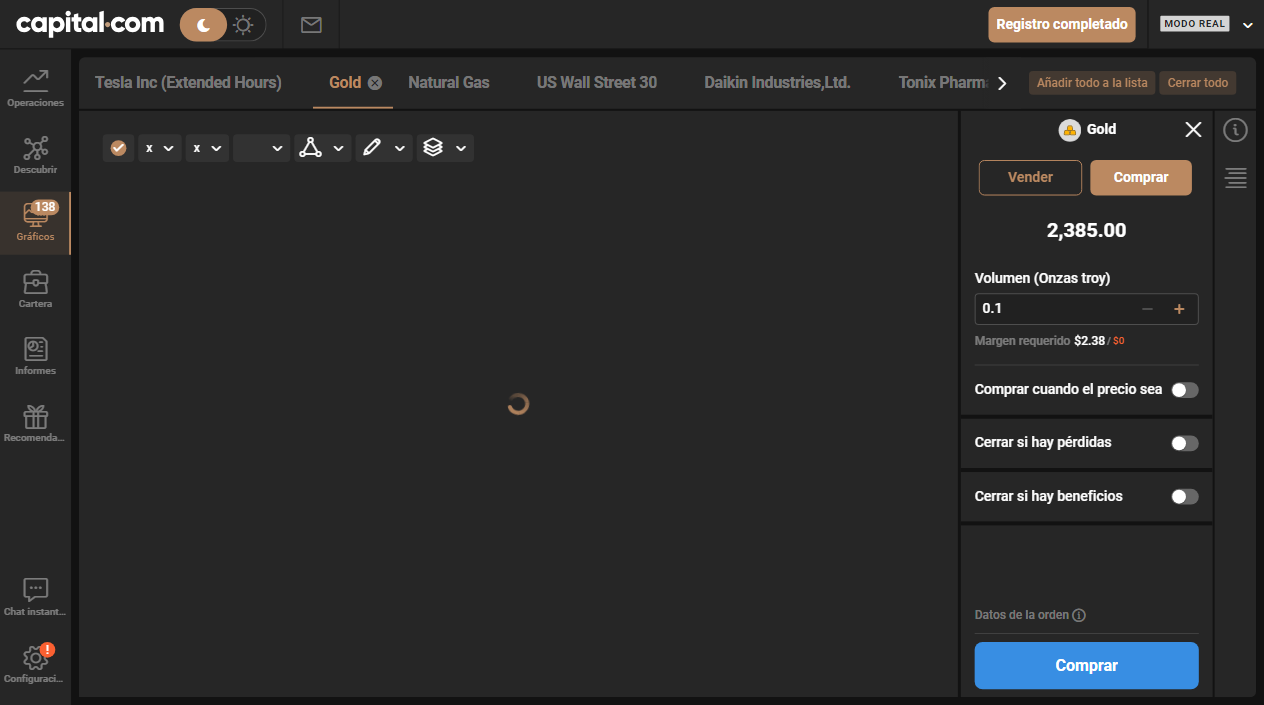 capital.com
Registro completado
MODO REAL
Operaciones
Descubrir
138
Gráficos
Cartera
Informes
Recomenda...
Chat instant...
!
Configuraci...
Tesla Inc (Extended Hours)
Gold
Natural Gas
US Wall Street 30
Daikin Industries,Ltd.
Tonix Pharm
Añadir todo a la lista
Cerrar todo
x
x
Gold
Vender
Comprar
2,385.00
Volumen (Onzas troy)
0.1
Margen requerido $2.38 / $0
Comprar cuando el precio sea
Cerrar si hay pérdidas
Cerrar si hay beneficios
Datos de la orden
Comprar